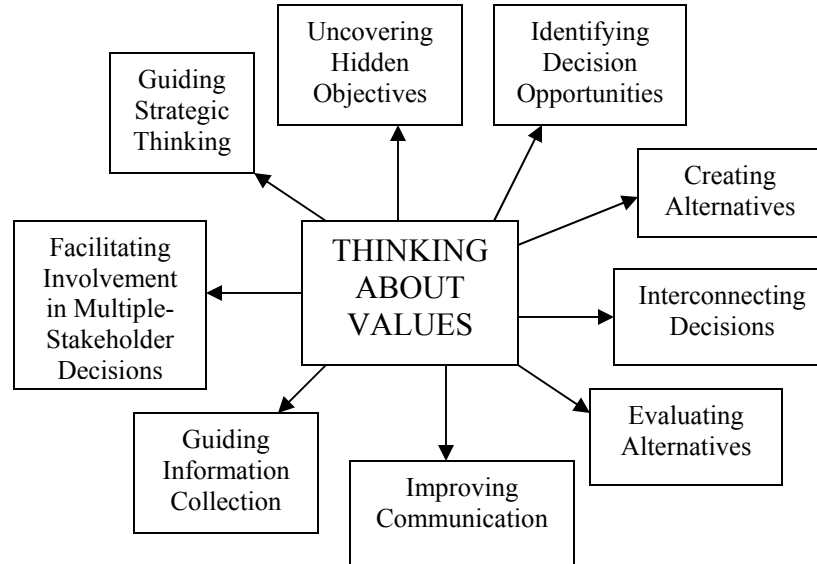 Uncovering
Hidden
Objectives
Identifying
Decision
Opportunities
Guiding
Strategic
Thinking
Creating
Alternatives
THINKING
ABOUT
VALUES
Facilitating
Involvement
in Multiple-
Stakeholder
Decisions
Interconnecting
Decisions
Evaluating
Alternatives
Guiding
Information
Collection
Improving
Communication